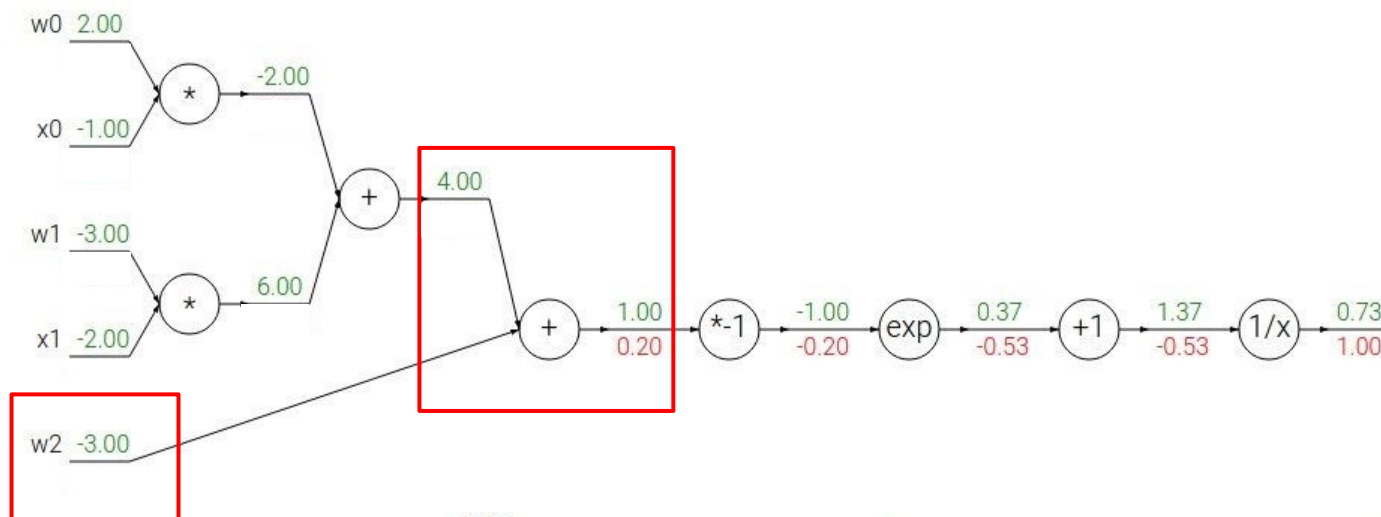 w0 2.00
-2.00
*
x0 -1.00
4.00
+
w1 -3.00
6.00
*
x1 -2.00
+ 1.00 *-1 -1.00 exp 0.37 +1 1.37 1/x 0.73
0.20 -0.20 -0.53 -0.53 1.00
w2 -3.00